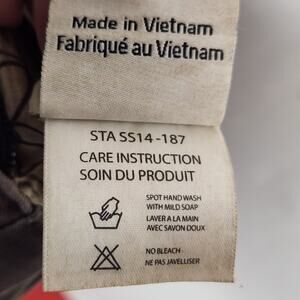 Made in Vietnam
Fabriqué au Vietnam
STA SS14-187
CARE INSTRUCTION
SOIN DU PRODUIT
SPOT HAND WASH
WITH MILD SOAP
LAVER A LA MAIN
AVEC SAVON DOUX
NO BLEACH
NE PAS JAVELLISER